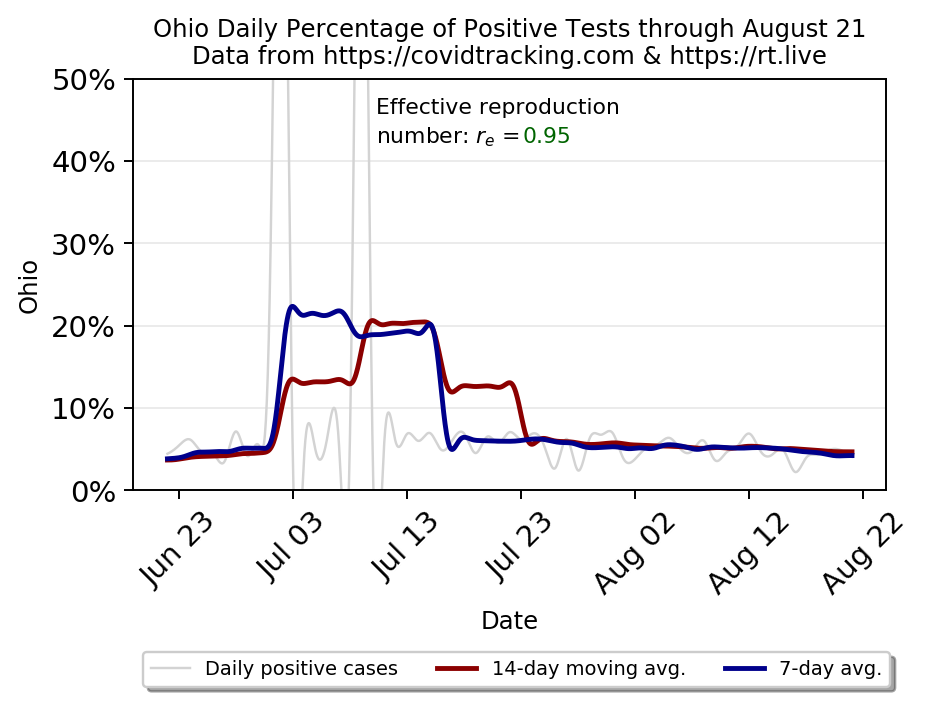 Ohio Daily Percentage of Positive Tests through August 21
Data from https://covidtracking.com & https://rt.live
50%
40%
30%
20%
10%
0%
Ohio
Effective reproduction
number: rₑ =0.95
Jun 23
Jul 03
Jul 13
Jul 23
Aug 02
Aug 12
Aug 22
Date
Daily positive cases
14-day moving avg.
7-day avg.